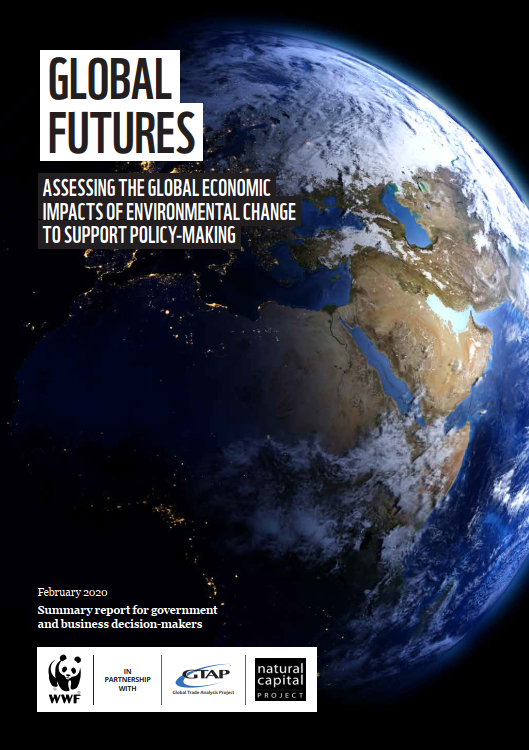 GLOBAL
FUTURES
ASSESSING THE GLOBAL ECONOMIC
IMPACTS OF ENVIRONMENTAL CHANGE
TO SUPPORT POLICY-MAKING
February 2020
Summary report for government
and business decision-makers
WWF
IN
PARTNERSHIP
WITH
GTAP
Global Trade Analysis Project
natural
capital
PROJECT